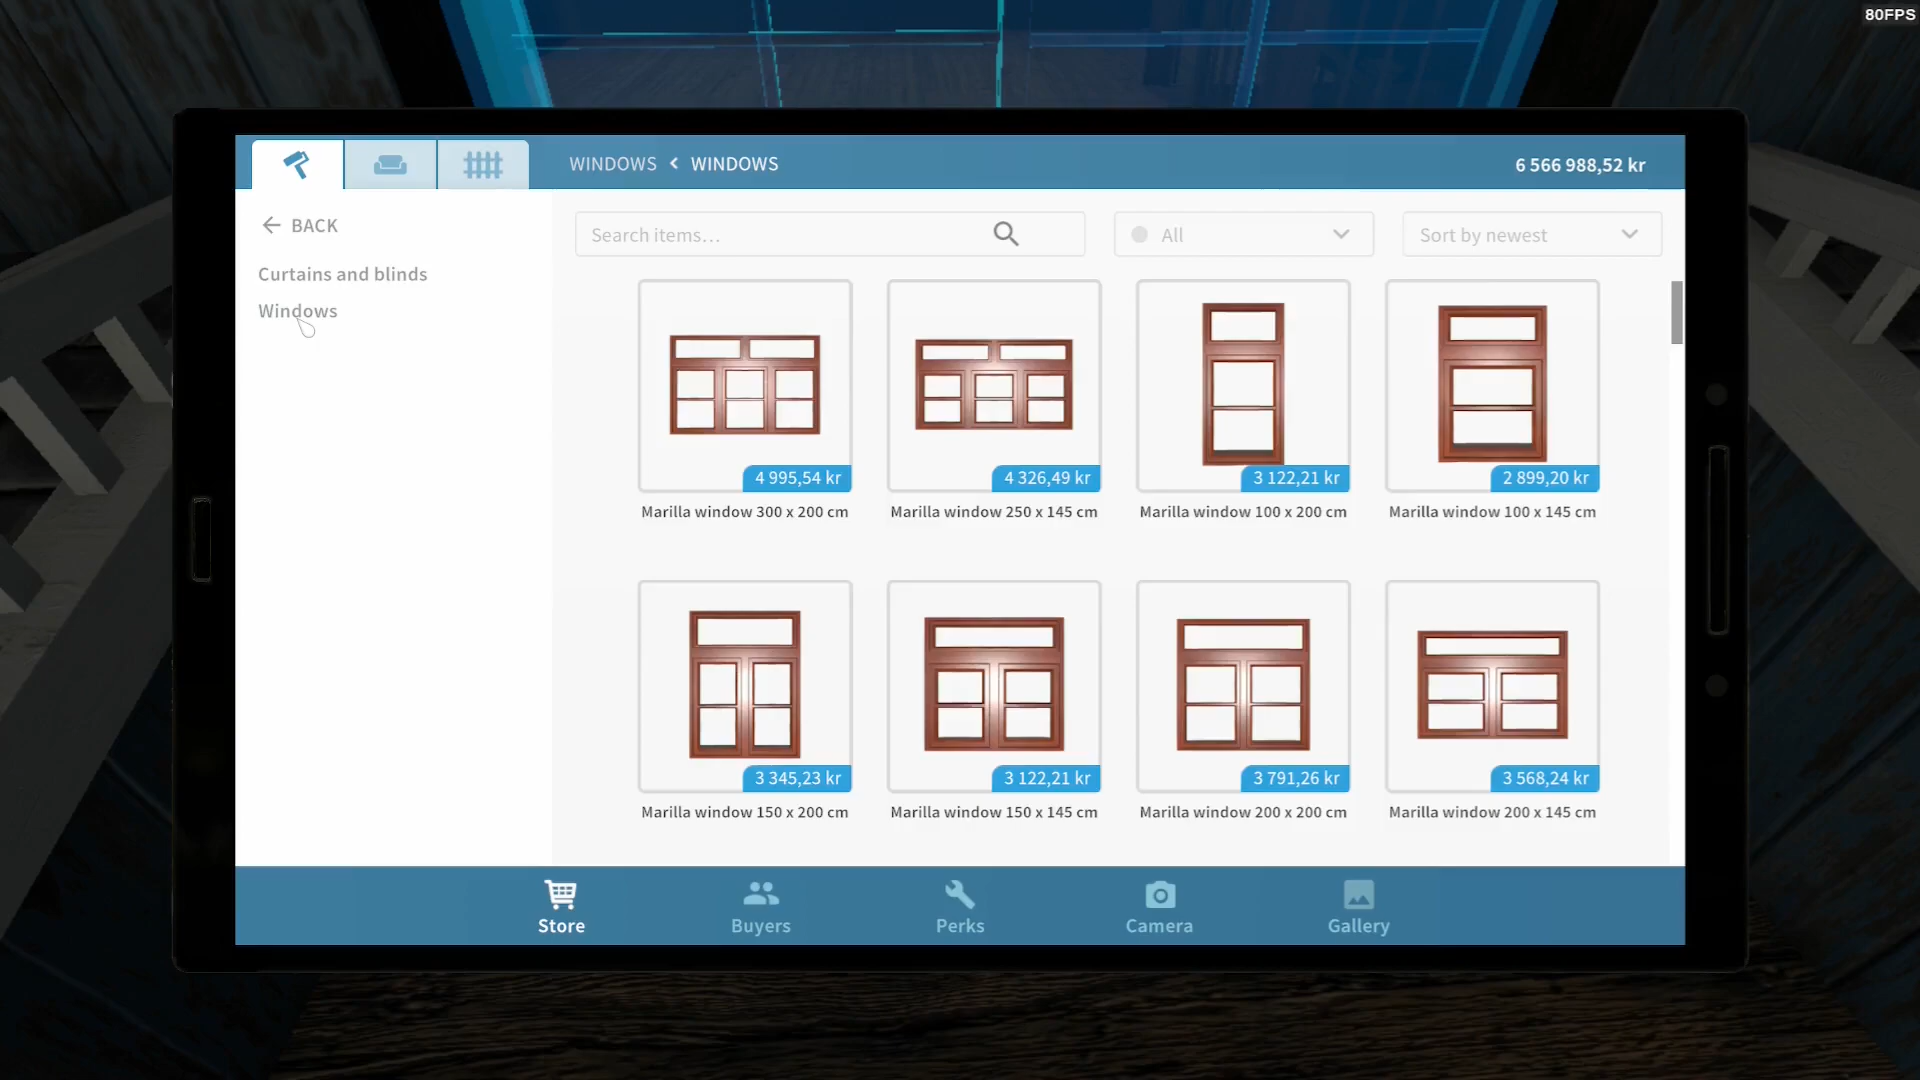 80FPS
WINDOWS < WINDOWS
6 566 988,52 kr
BACK
Curtains and blinds
Windows
Search items...
All
Sort by newest
4 995,54 kr
4 326,49 kr
3 122,21 kr
2 899,20 kr
Marilla window 300 x 200 cm
Marilla window 250 x 145 cm
Marilla window 100 x 200 cm
Marilla window 100 x 145 cm
3 345,23 kr
3 122,21 kr
3 791,26 kr
3 568,24 kr
Marilla window 150 x 200 cm
Marilla window 150 x 145 cm
Marilla window 200 x 200 cm
Marilla window 200 x 145 cm
Store
Buyers
Perks
Camera
Gallery